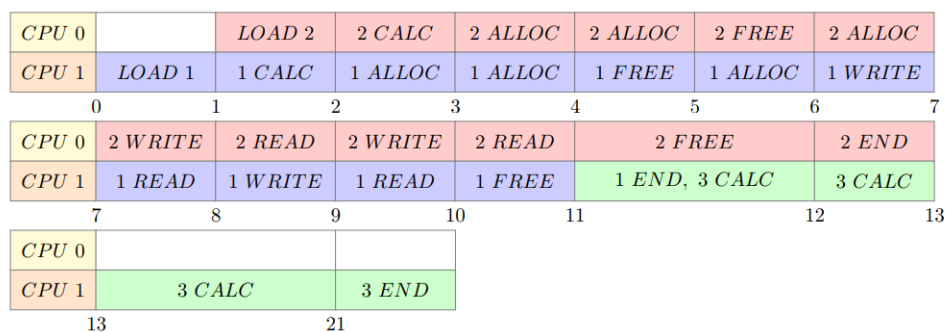 CPU 0 LOAD 2 2 CALC 2 ALLOC 2 ALLOC 2 FREE 2 ALLOC
CPU 1 LOAD 1 1 CALC 1 ALLOC 1 ALLOC 1 FREE 1 ALLOC 1 WRITE
0 1 2 3 4 5 6 7
CPU 0 2 WRITE 2 READ 2 WRITE 2 READ 2 FREE 2 END
CPU 1 1 READ 1 WRITE 1 READ 1 FREE 1 END, 3 CALC 3 CALC
7 8 9 10 11 12 13
CPU 0
CPU 1 3 CALC 3 END
13 21